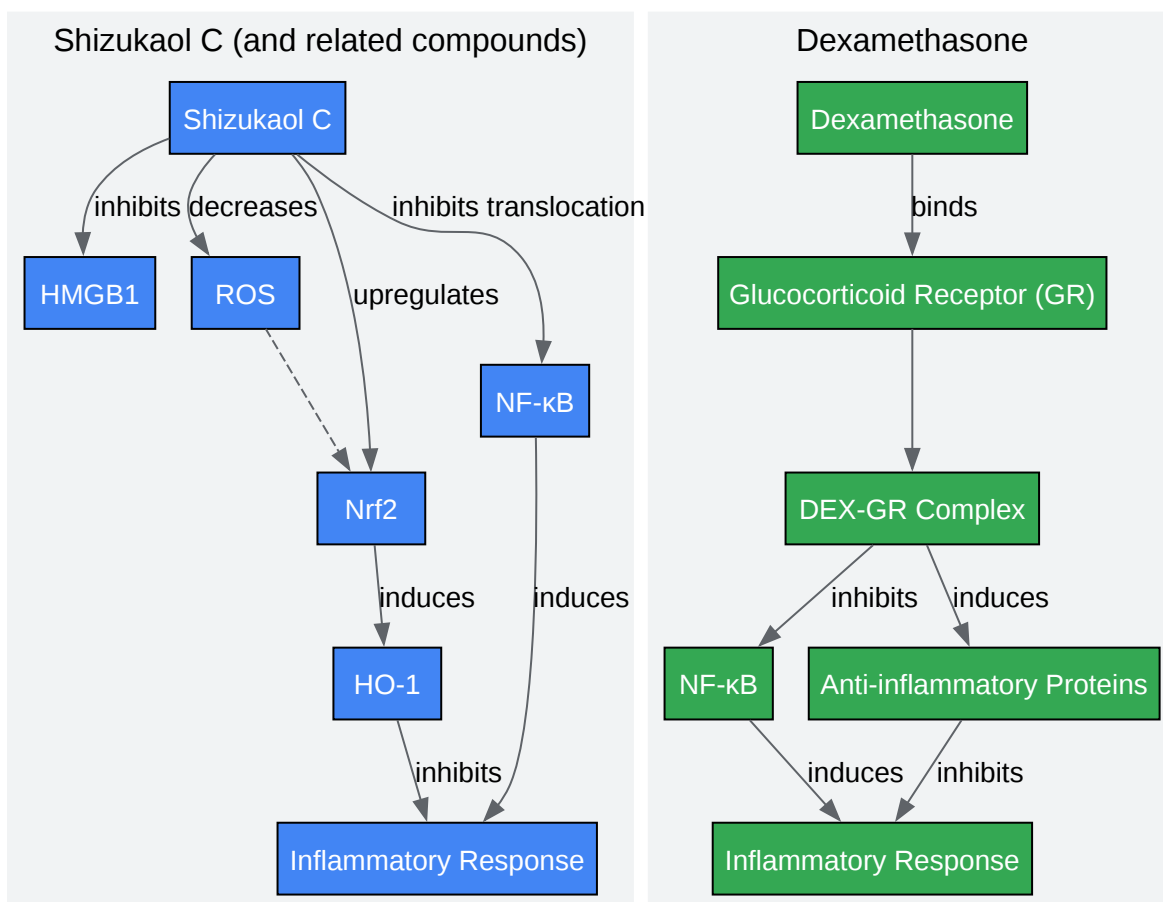 Shizukaol C (and related compounds)
Shizukaol C
inhibits
decreases
inhibits translocation
HMGB1
ROS
upregulates
NF-κB
Nrf2
induces
induces
HO-1
inhibits
Inflammatory Response
Dexamethasone
Dexamethasone
binds
Glucocorticoid Receptor (GR)
DEX-GR Complex
inhibits
induces
NF-κB
Anti-inflammatory Proteins
induces
inhibits
Inflammatory Response